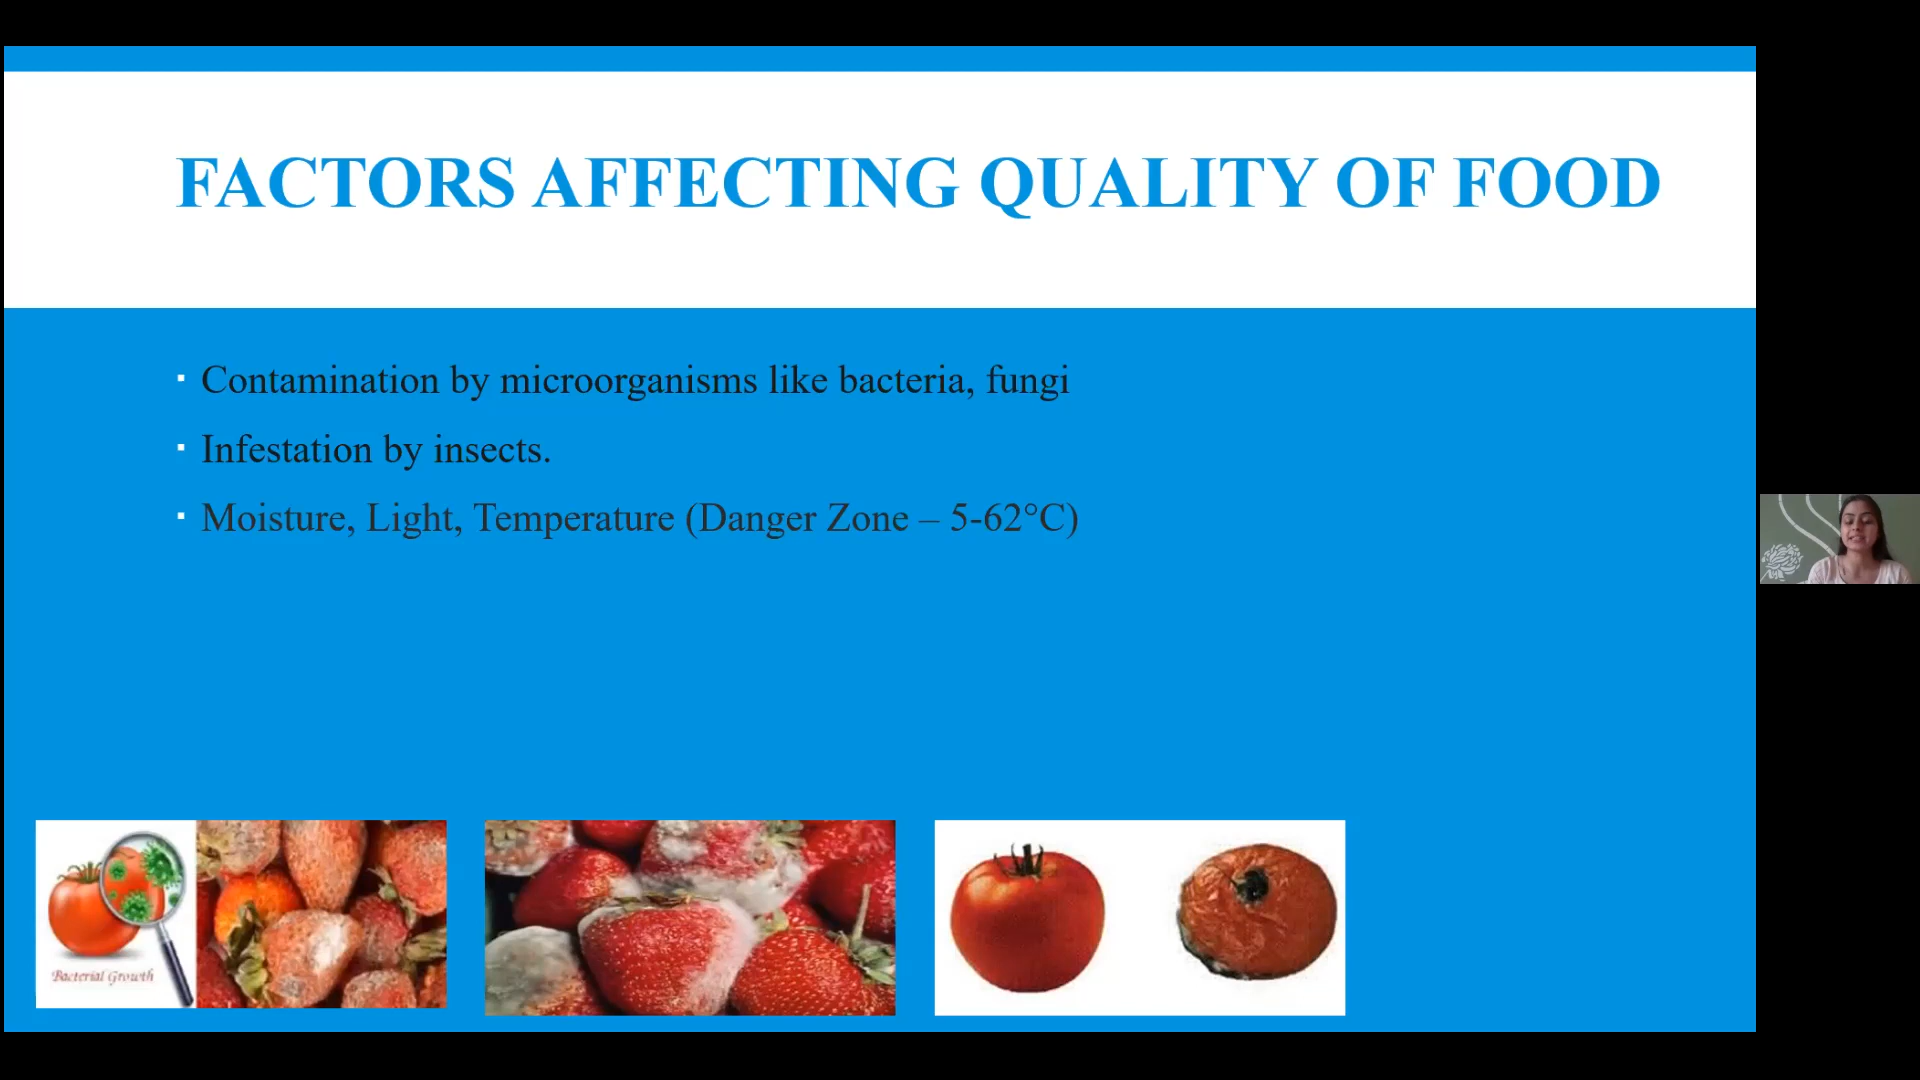 FACTORS AFFECTING QUALITY OF FOOD
Contamination by microorganisms like bacteria, fungi
Infestation by insects.
Moisture, Light, Temperature (Danger Zone – 5-62°C)
Bacterial Growth